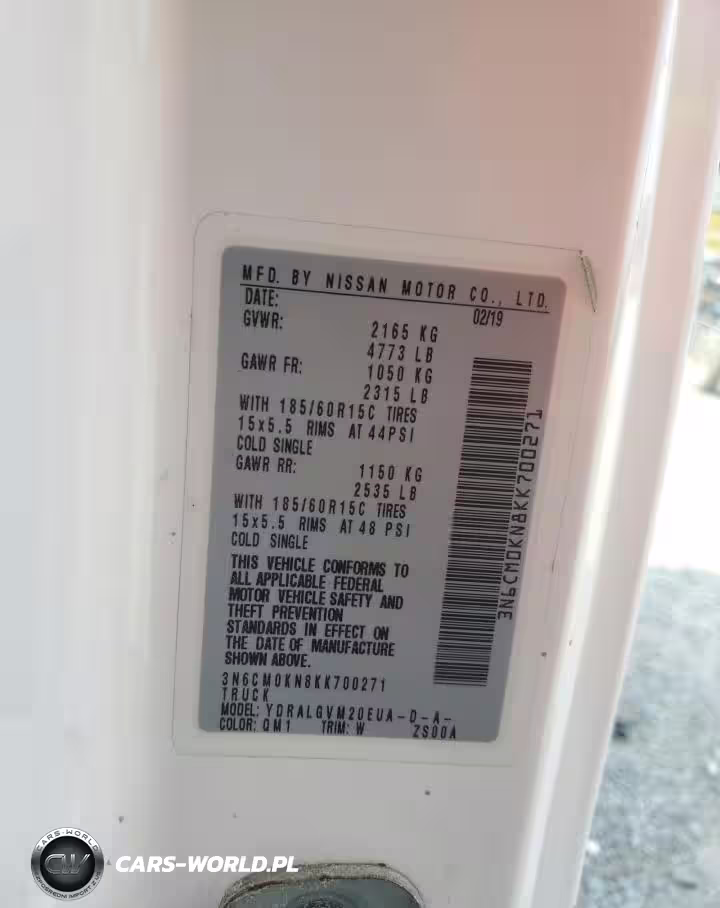 MFD. BY NISSAN MOTOR CO., LTD.
DATE: 02/19
GVWR: 2165 KG
4773 LB
GAWR FR: 1050 KG
2315 LB
WITH 185/60R15C TIRES
15x5.5 RIMS AT 44PSI
COLD SINGLE
GAWR RR: 1150 KG
2535 LB
WITH 185/60R15C TIRES
15x5.5 RIMS AT 48 PSI
COLD SINGLE
THIS VEHICLE CONFORMS TO
ALL APPLICABLE FEDERAL
MOTOR VEHICLE SAFETY AND
THEFT PREVENTION
STANDARDS IN EFFECT ON
THE DATE OF MANUFACTURE
SHOWN ABOVE.
3N6CM0KN8KK700271
TRUCK
MODEL: YDRALGVM20EUA-D-A-
COLOR: QM1 TRIM: W ZS00A
3N6CM0KN8KK700271
CARS-WORLD
CW
CARS-WORLD.PL